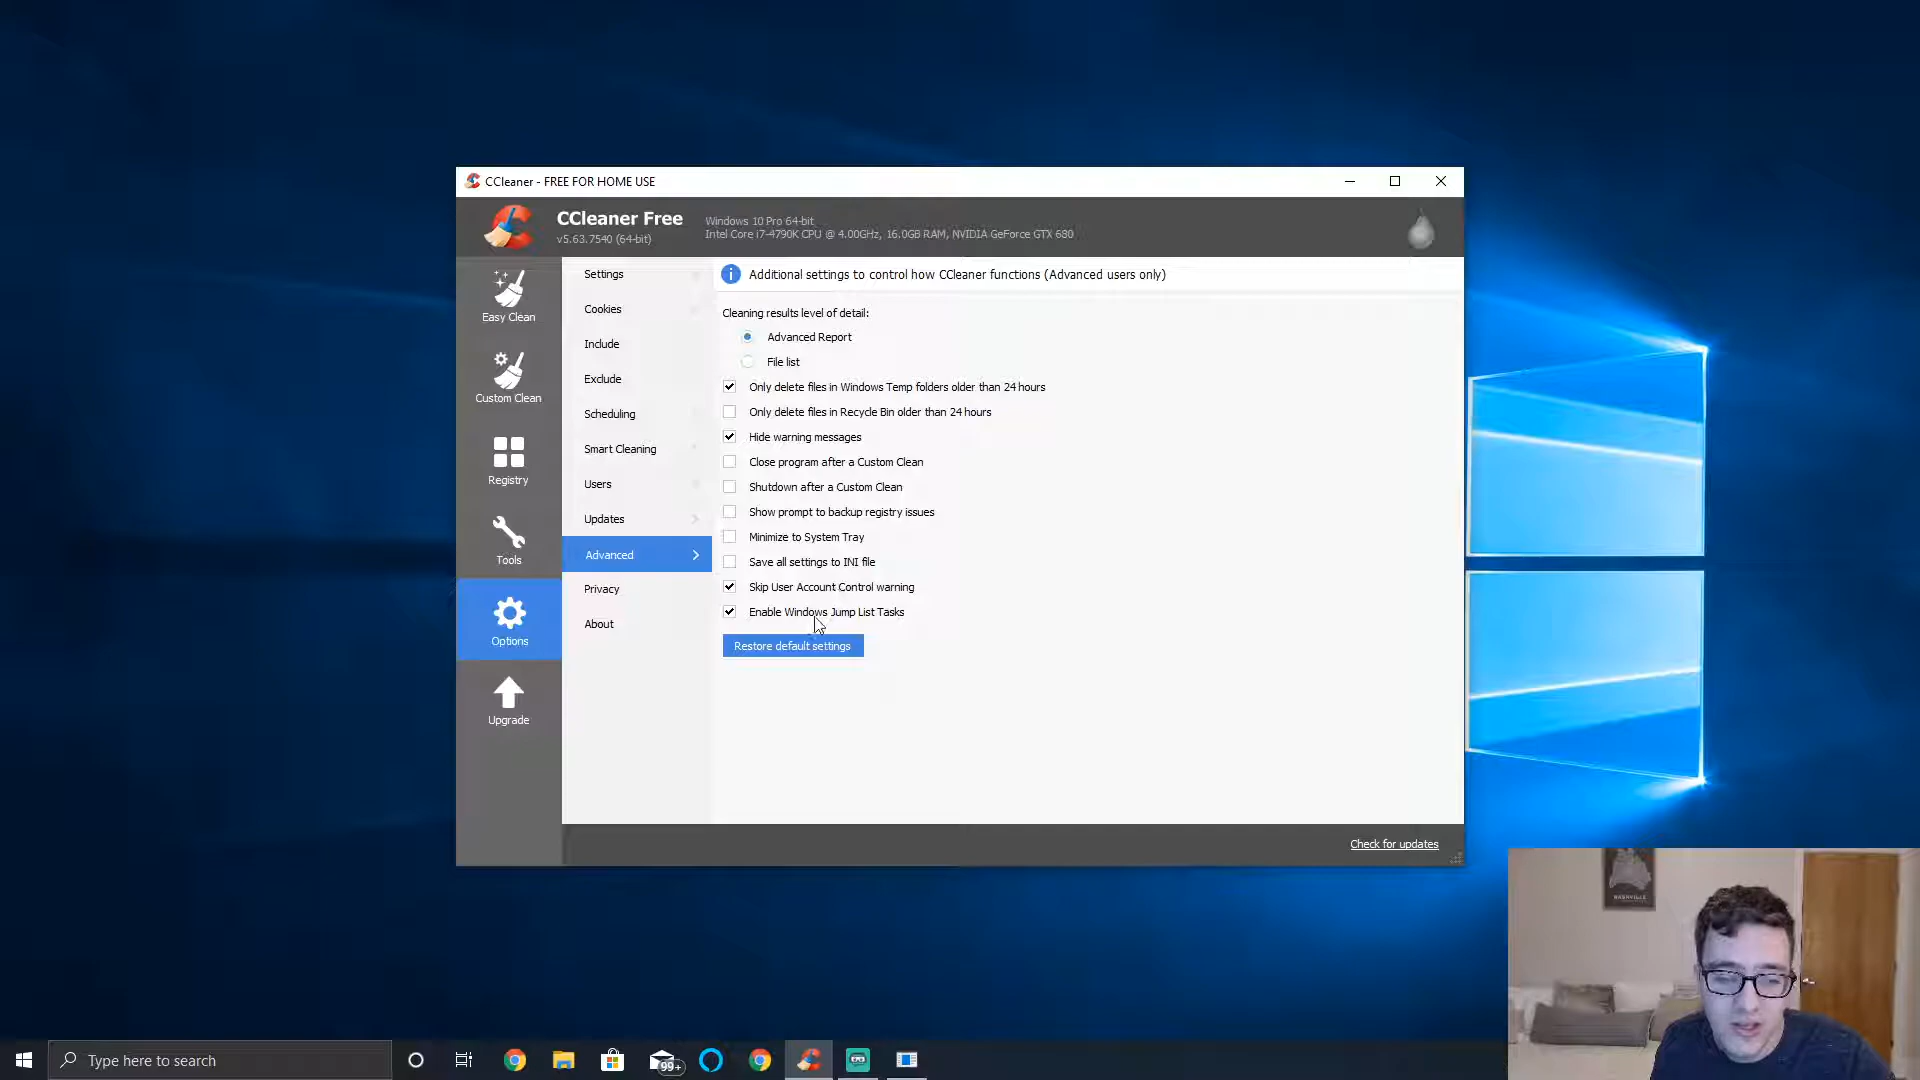 CCleaner - FREE FOR HOME USE
CCleaner Free
v5.63.7540 (64-bit)
Windows 10 Pro 64-bit
Intel Core i7-4790K CPU @ 4.00GHz, 16.0GB RAM, NVIDIA GeForce GTX 680
Easy Clean
Custom Clean
Registry
Tools
Options
Upgrade
Settings
Cookies
Include
Exclude
Scheduling
Smart Cleaning
Users
Updates
Advanced
Privacy
About
Additional settings to control how CCleaner functions (Advanced users only)
Cleaning results level of detail:
Advanced Report
File list
Only delete files in Windows Temp folders older than 24 hours
Only delete files in Recycle Bin older than 24 hours
Hide warning messages
Close program after a Custom Clean
Shutdown after a Custom Clean
Show prompt to backup registry issues
Minimize to System Tray
Save all settings to INI file
Skip User Account Control warning
Enable Windows Jump List Tasks
Restore default settings
Check for updates
NASHVILLE
Type here to search
99+